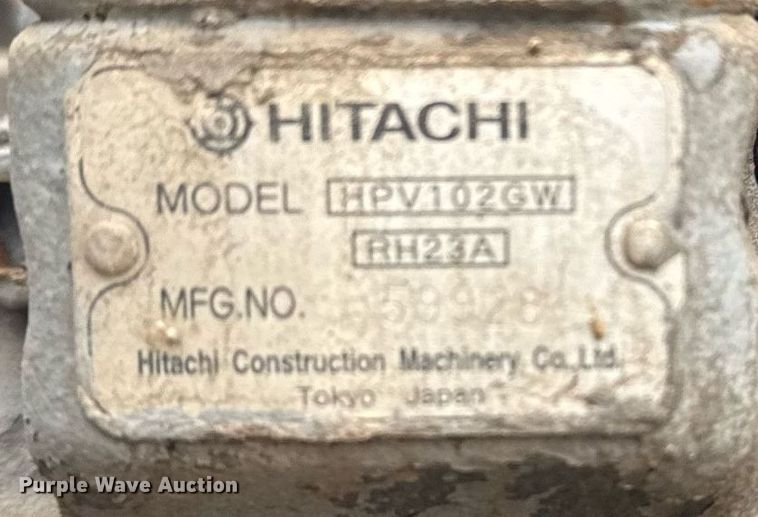 HITACHI
MODEL HPV102GW
RH23A
MFG.NO.
Hitachi Construction Machinery Co.,Ltd.
Tokyo Japan
Purple Wave Auction